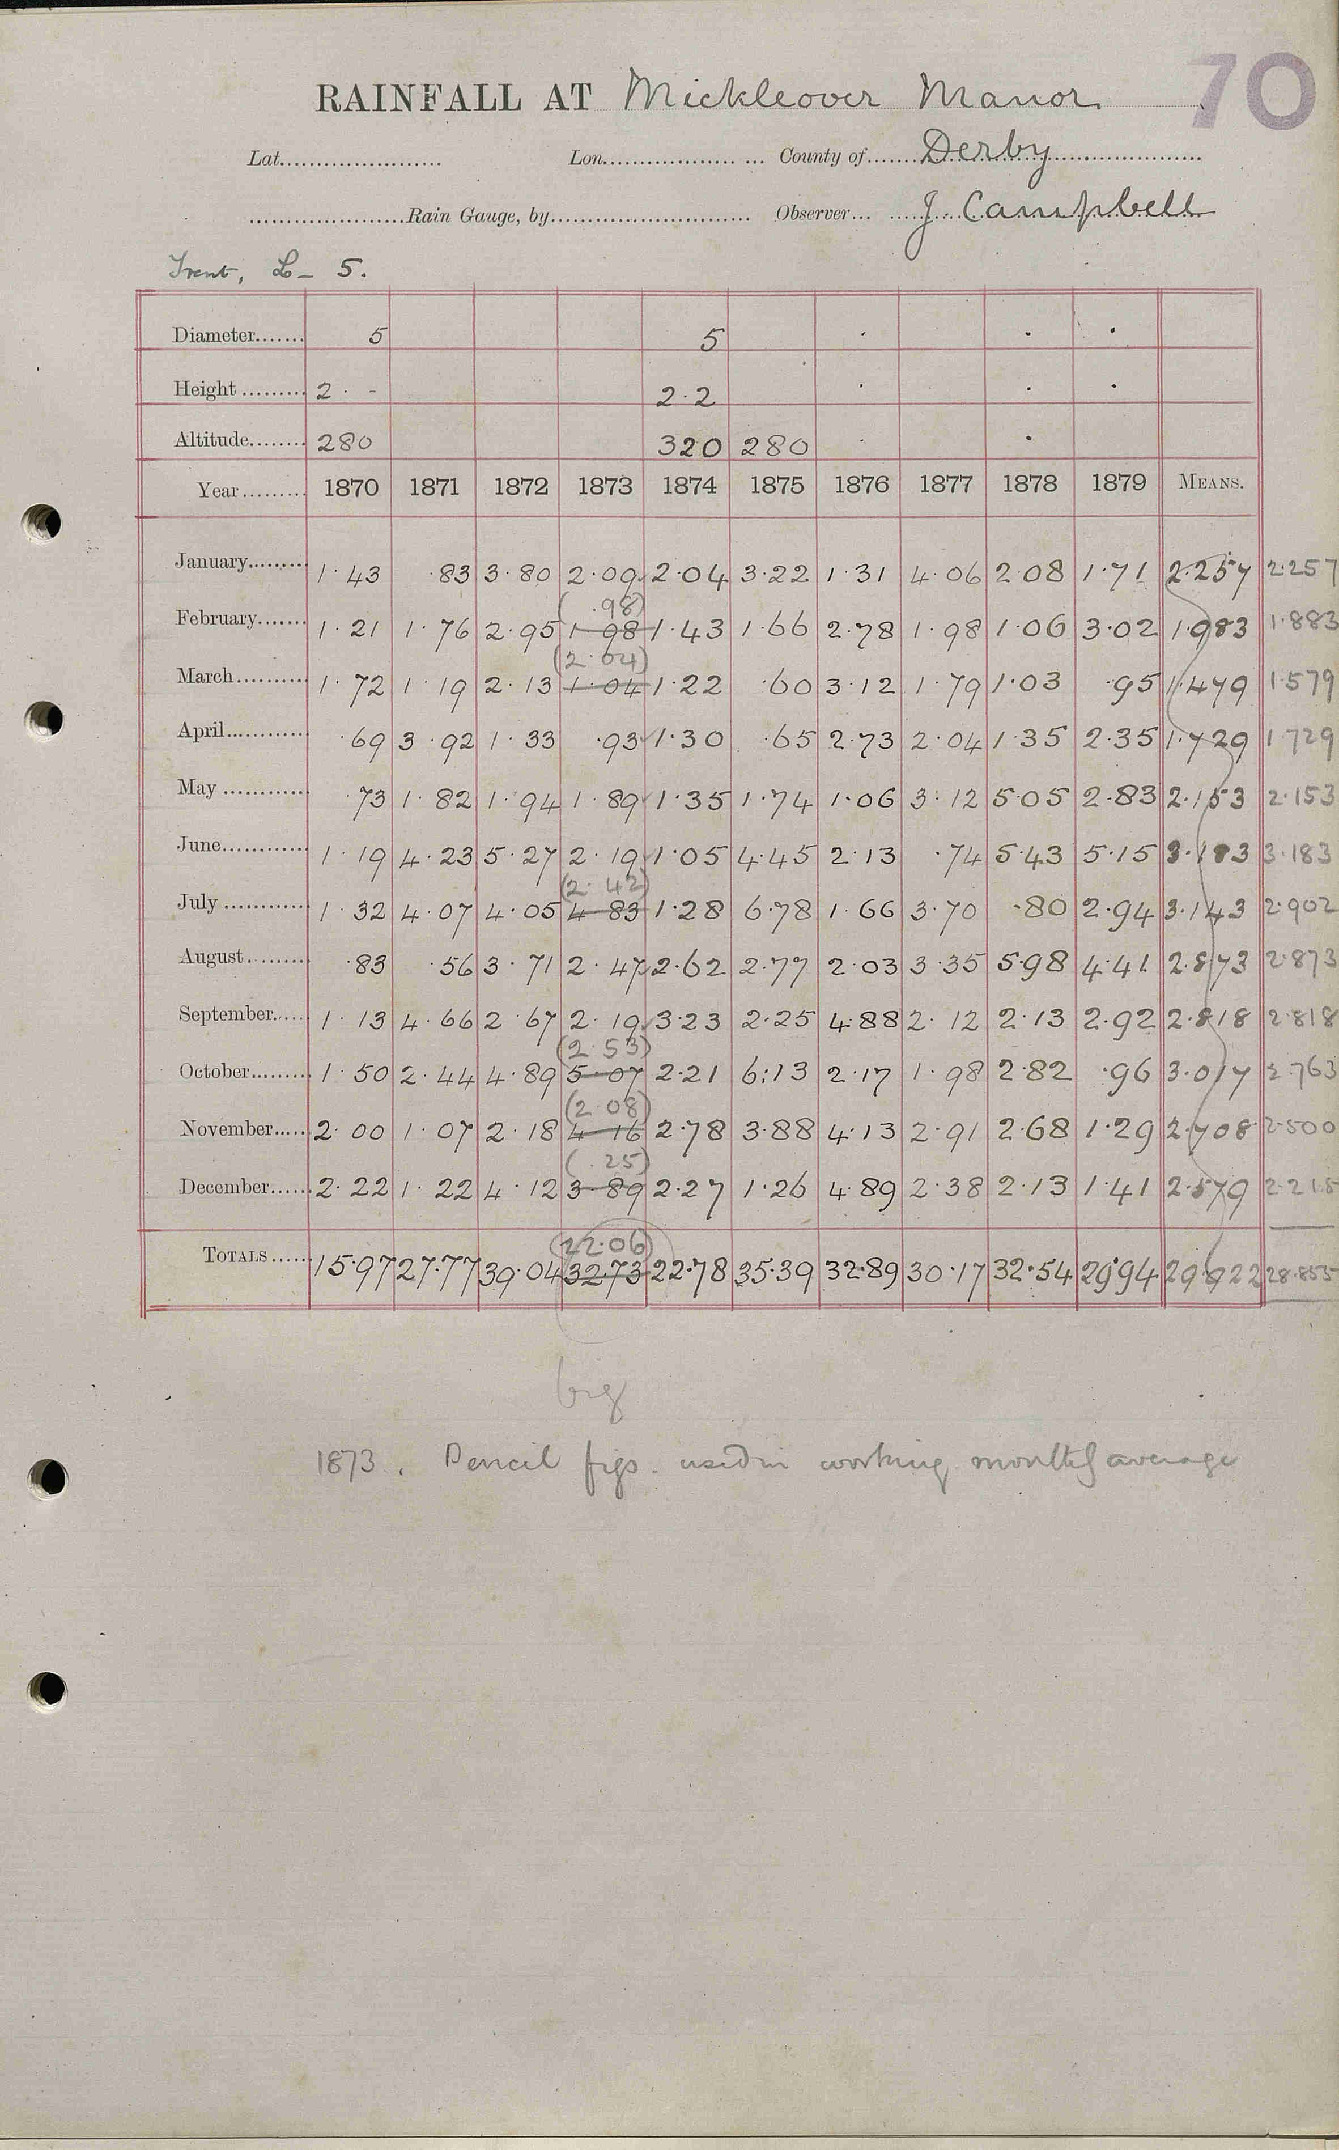 70
RAINFALL AT Mickleover Manor
Lat. Lon. County of Derby
Rain Gauge, by Observer J Campbell
Trent, L - 5.
Diameter 5 5 · · ·
Height 2 · - 2·2 · · ·
Altitude 280 320 280 · ·
Year 1870 1871 1872 1873 1874 1875 1876 1877 1878 1879 MEANS.
January 1·43 ·83 3·80 2·09 2·04 3·22 1·31 4·06 2·08 1·71 2·257 2·257
(·98)
February 1·21 1·76 2·95 1·98 1·43 1·66 2·78 1·98 1·06 3·02 1·983 1·883
(2·04)
March 1·72 1·19 2·13 1·04 1·22 ·60 3·12 1·79 1·03 ·95 1·479 1·579
April ·69 3·92 1·33 ·93 1·30 ·65 2·73 2·04 1·35 2·35 1·729 1·729
May ·73 1·82 1·94 1·89 1·35 1·74 1·06 3·12 5·05 2·83 2·153 2·153
June 1·19 4·23 5·27 2·19 1·05 4·45 2·13 ·74 5·43 5·15 3·183 3·183
(2·42)
July 1·32 4·07 4·05 4·83 1·28 6·78 1·66 3·70 ·80 2·94 3·143 2·902
August ·83 ·56 3·71 2·47 2·62 2·77 2·03 3·35 5·98 4·41 2·873 2·873
September 1·13 4·66 2·67 2·19 3·23 2·25 4·88 2·12 2·13 2·92 2·818 2·818
(2·53)
October 1·50 2·44 4·89 5·07 2·21 6·13 2·17 1·98 2·82 ·96 3·017 2·763
(2·08)
November 2·00 1·07 2·18 4·16 2·78 3·88 4·13 2·91 2·68 1·29 2·708 2·500
(·25)
December 2·22 1·22 4·12 3·89 2·27 1·26 4·89 2·38 2·13 1·41 2·579 2·215
(22·06)
TOTALS 15·97 27·77 39·04 32·73 22·78 35·39 32·89 30·17 32·54 29·94 29·922 28·855
1873. Pencil figs. used in working monthly average